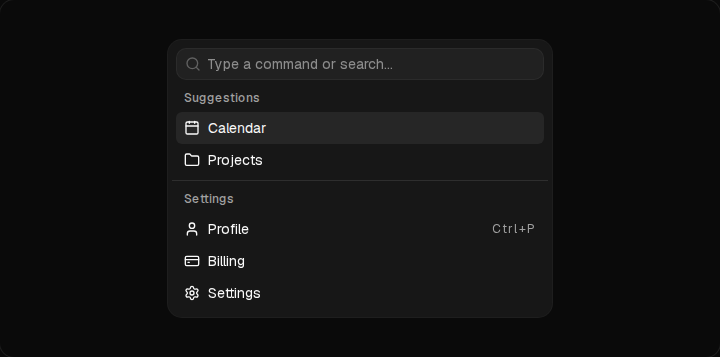 Type a command or search...
Suggestions
Calendar
Projects
Settings
Profile Ctrl+P
Billing
Settings